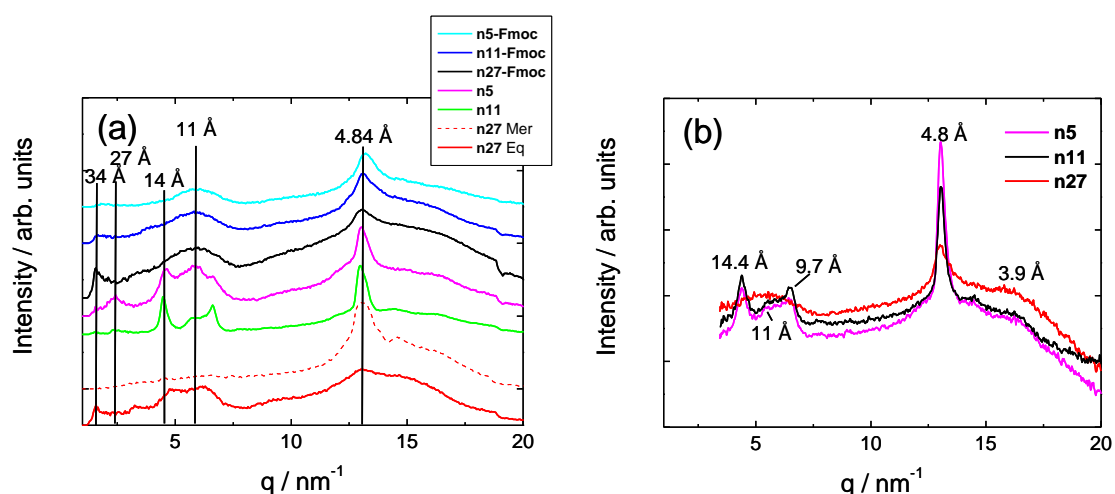 n5-Fmoc
n11-Fmoc
n27-Fmoc
n5
n11
n27 Mer
n27 Eq
(a)
34 Å
27 Å
14 Å
11 Å
4.84 Å
Intensity / arb. units
5
10
15
20
q / nm⁻¹
(b)
n5
n11
n27
4.8 Å
14.4 Å
9.7 Å
11 Å
3.9 Å
Intensity / arb. units
5
10
15
20
q / nm⁻¹